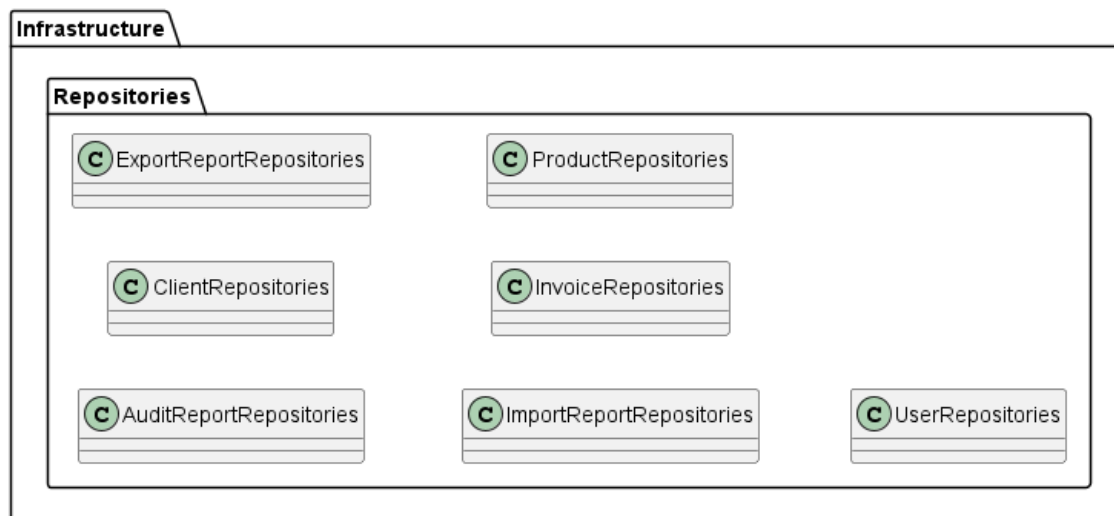 Infrastructure
Repositories
C ExportReportRepositories
C ProductRepositories
C ClientRepositories
C InvoiceRepositories
C AuditReportRepositories
C ImportReportRepositories
C UserRepositories